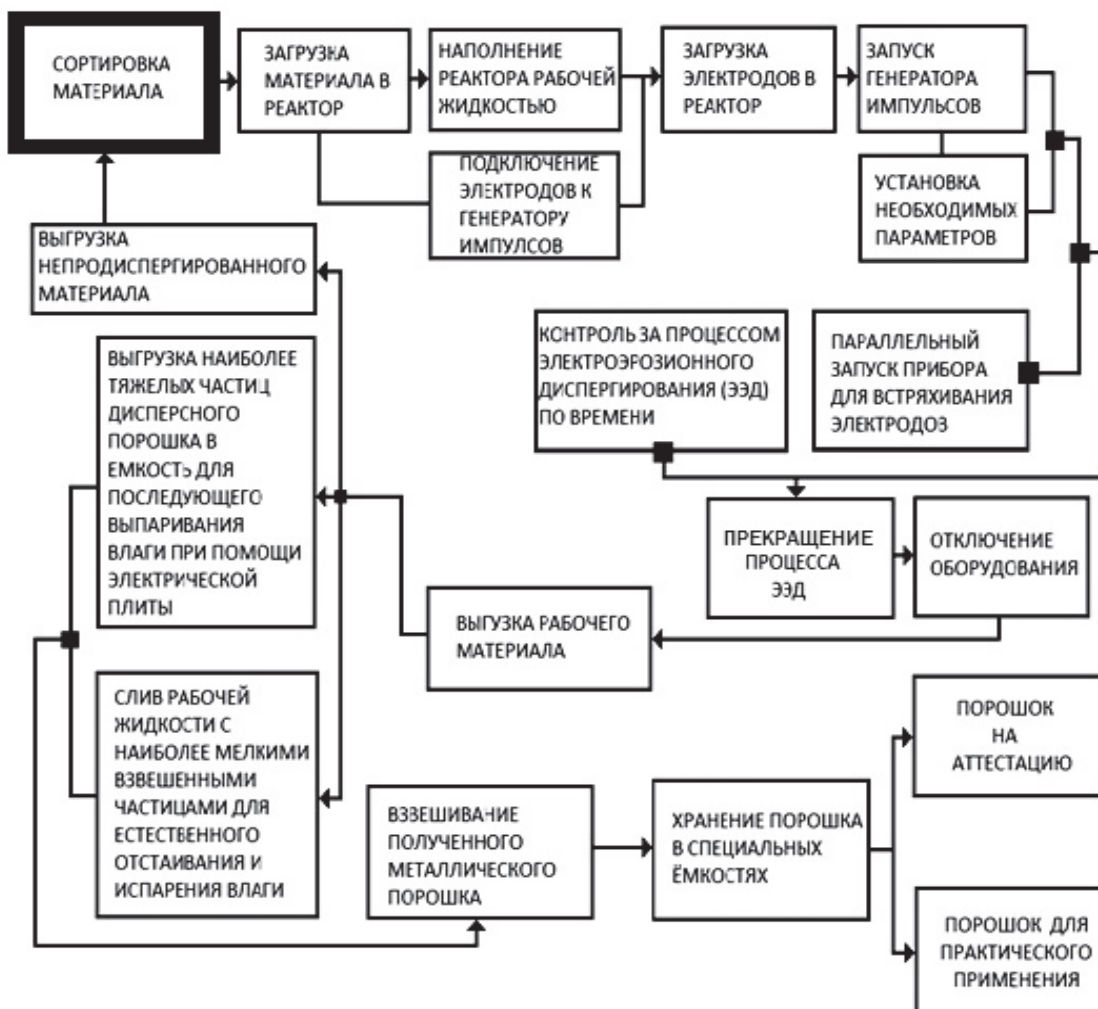 СОРТИРОВКА
МАТЕРИАЛА
ЗАГРУЗКА
МАТЕРИАЛА В
РЕАКТОР
НАПОЛНЕНИЕ
РЕАКТОРА РАБОЧЕЙ
ЖИДКОСТЬЮ
ЗАГРУЗКА
ЭЛЕКТРОДОВ В
РЕАКТОР
ЗАПУСК
ГЕНЕРАТОРА
ИМПУЛЬСОВ
ПОДКЛЮЧЕНИЕ
ЭЛЕКТРОДОВ К
ГЕНЕРАТОРУ
ИМПУЛСОВ
УСТАНОВКА
НЕОБХОДИМЫХ
ПАРАМЕТРОВ
ВЫГРУЗКА
НЕПРОДИСПЕРГИРОВАННОГО
МАТЕРИАЛА
КОНТРОЛЬ ЗА ПРОЦЕССОМ
ЭЛЕКТРОЭРОЗИОННОГО
ДИСПЕРГИРОВАНИЯ (ЭЭД)
ПО ВРЕМЕНИ
ПАРАЛЛЕЛЬНЫЙ
ЗАПУСК ПРИБОРА
ДЛЯ ВСТРЯХИВАНИЯ
ЭЛЕКТРОДОЗ
ВЫГРУЗКА НАИБОЛЕЕ
ТЯЖЕЛЫХ ЧАСТИЦ
ДИСПЕРСНОГО
ПОРОШКА В
ЕМКОСТЬ ДЛЯ
ПОСЛЕДУЮЩЕГО
ВЫПАРИВАНИЯ
ВЛАГИ ПРИ ПОМОЩИ
ЭЛЕКТРИЧЕСКОЙ
ПЛИТЫ
ПРЕКРАЩЕНИЕ
ПРОЦЕССА
ЭЭД
ОТКЛЮЧЕНИЕ
ОБОРУДОВАНИЯ
ВЫГУЗКА РАБОЧЕГО
МАТЕРИАЛА
СЛИВ РАБОЧЕЙ
ЖИДКОСТИ С
НАИБОЛЕЕ МЕЛКИМИ
ВЗВЕШЕННЫМИ
ЧАСТИЦАМИ ДЛЯ
ЕСТЕСТВЕННОГО
ОТСТАИВАНИЯ И
ИСПАРЕНИЯ ВЛАГИ
ВЗВЕШИВАНИЕ
ПОЛУЧЕННОГО
МЕТАЛЛИЧЕСКОГО
ПОРОШКА
ХРАНЕНИЕ ПОРОШКА
В СПЕЦИАЛЬНЫХ
ЁМКОСТЯХ
ПОРОШОК
НА
АТТЕСТАЦИЮ
ПОРОШОК ДЛЯ
ПРАКТИЧЕСКОГО
ПРИМЕНЕНИЯ